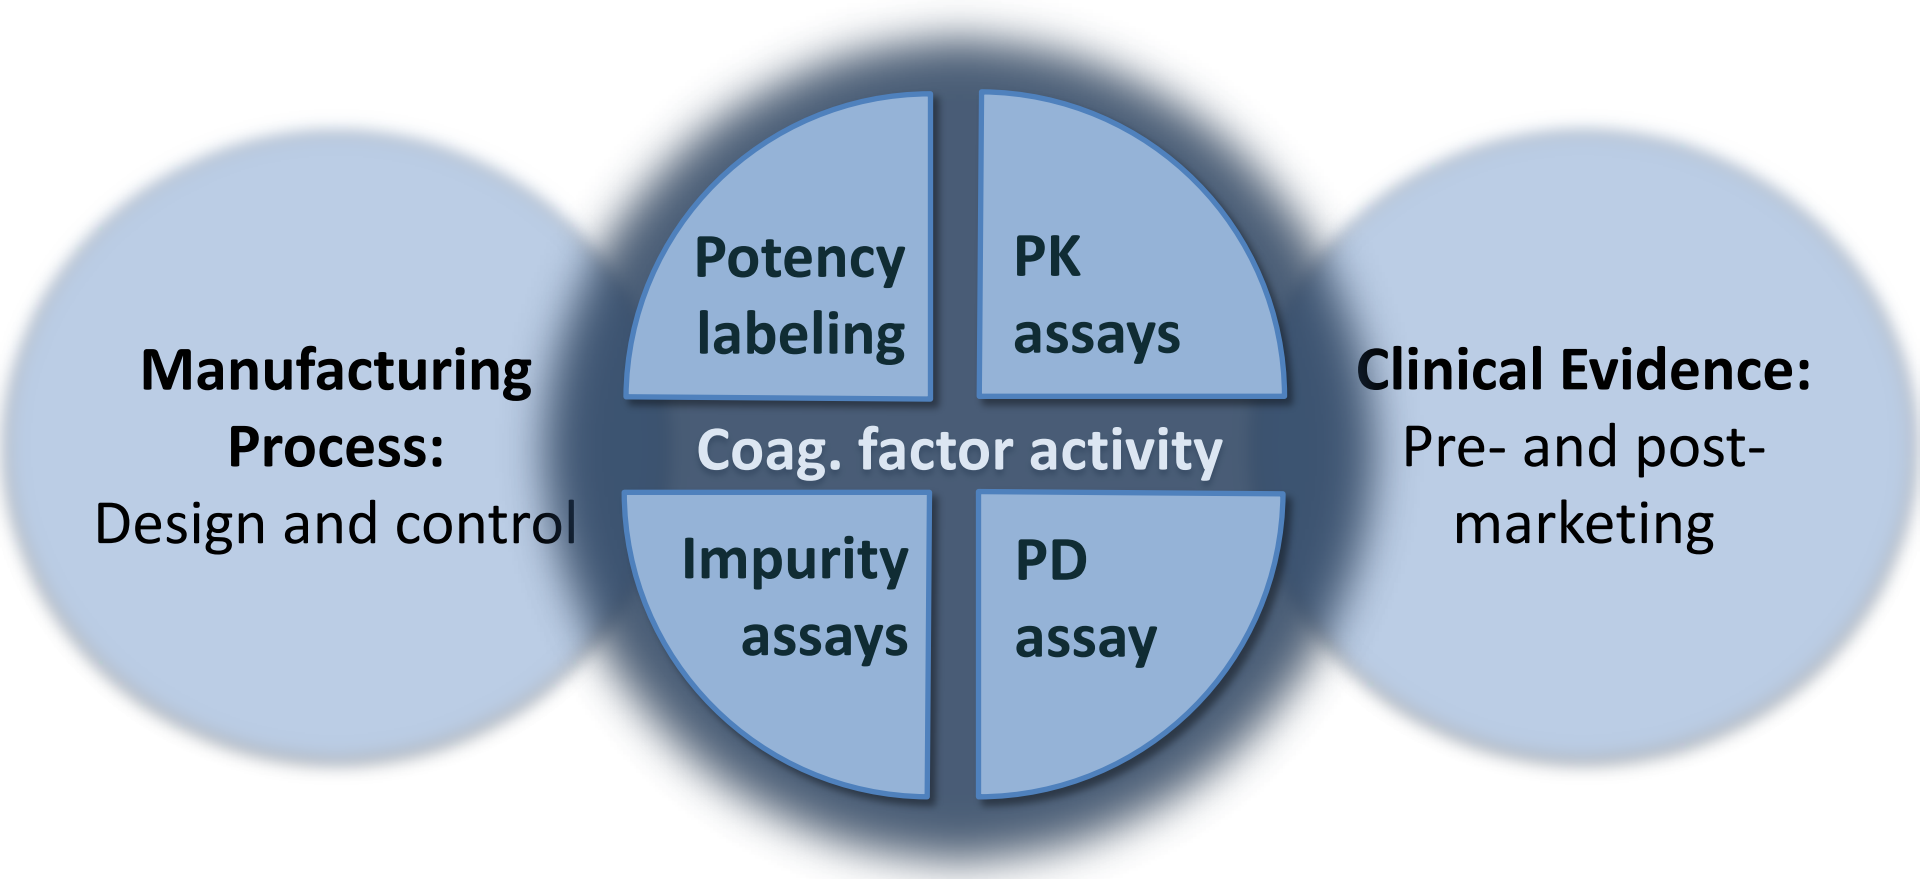 Manufacturing
Process:
Design and control
Potency
labeling
PK
assays
Coag. factor activity
Impurity
assays
PD
assay
Clinical Evidence:
Pre- and post-
marketing